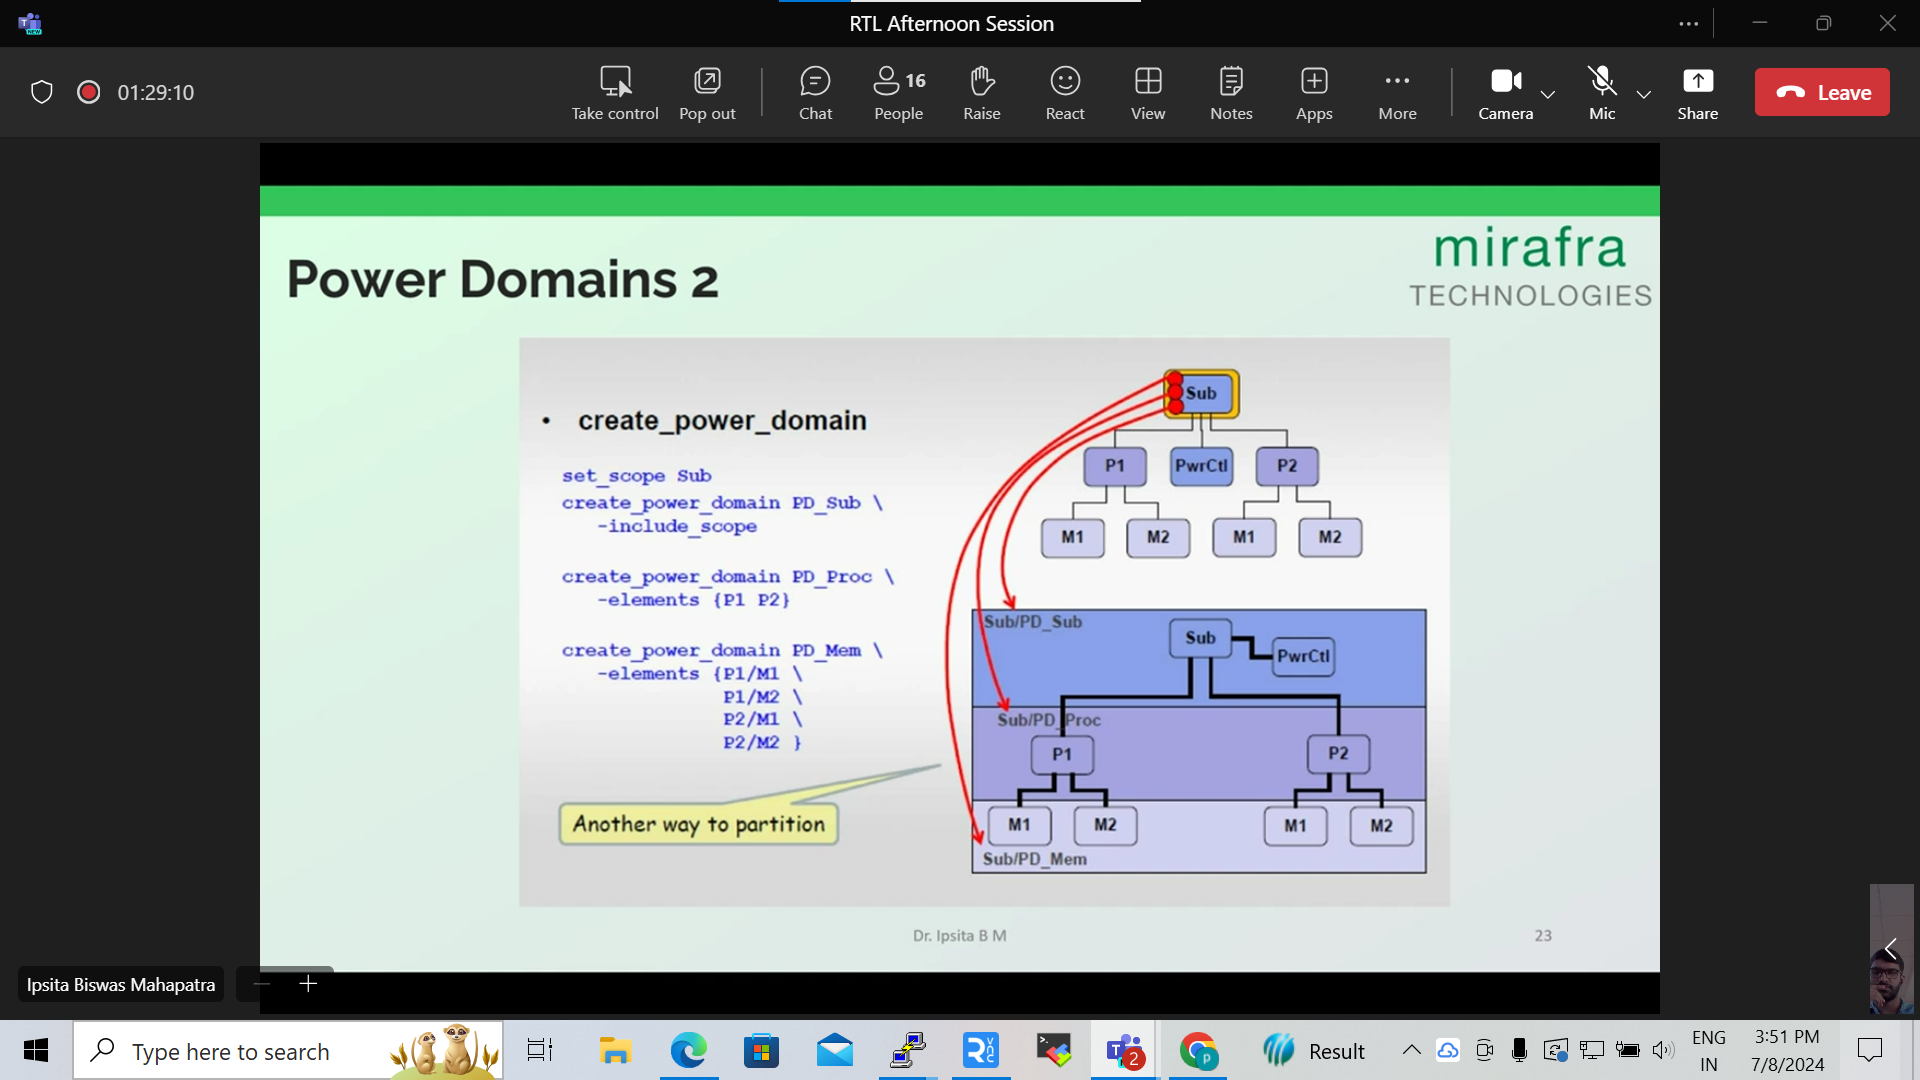 RTL Afternoon Session
01:29:10
Take control
Pop out
Chat
16
People
Raise
React
View
Notes
Apps
More
Camera
Mic
Share
Leave
Power Domains 2
mirafra
TECHNOLOGIES
• create_power_domain
set_scope Sub
create_power_domain PD_Sub \
-include_scope
create_power_domain PD_Proc \
-elements {P1 P2}
create_power_domain PD_Mem \
-elements {P1/M1 \
P1/M2 \
P2/M1 \
P2/M2 }
Another way to partition
Sub
P1
PwrCtl
P2
M1
M2
M1
M2
Sub/PD_Sub
Sub
PwrCtl
Sub/PD_Proc
P1
P2
M1
M2
M1
M2
Sub/PD_Mem
Dr. Ipsita B M
23
Ipsita Biswas Mahapatra
Type here to search
2
p
Result
ENG
IN
3:51 PM
7/8/2024